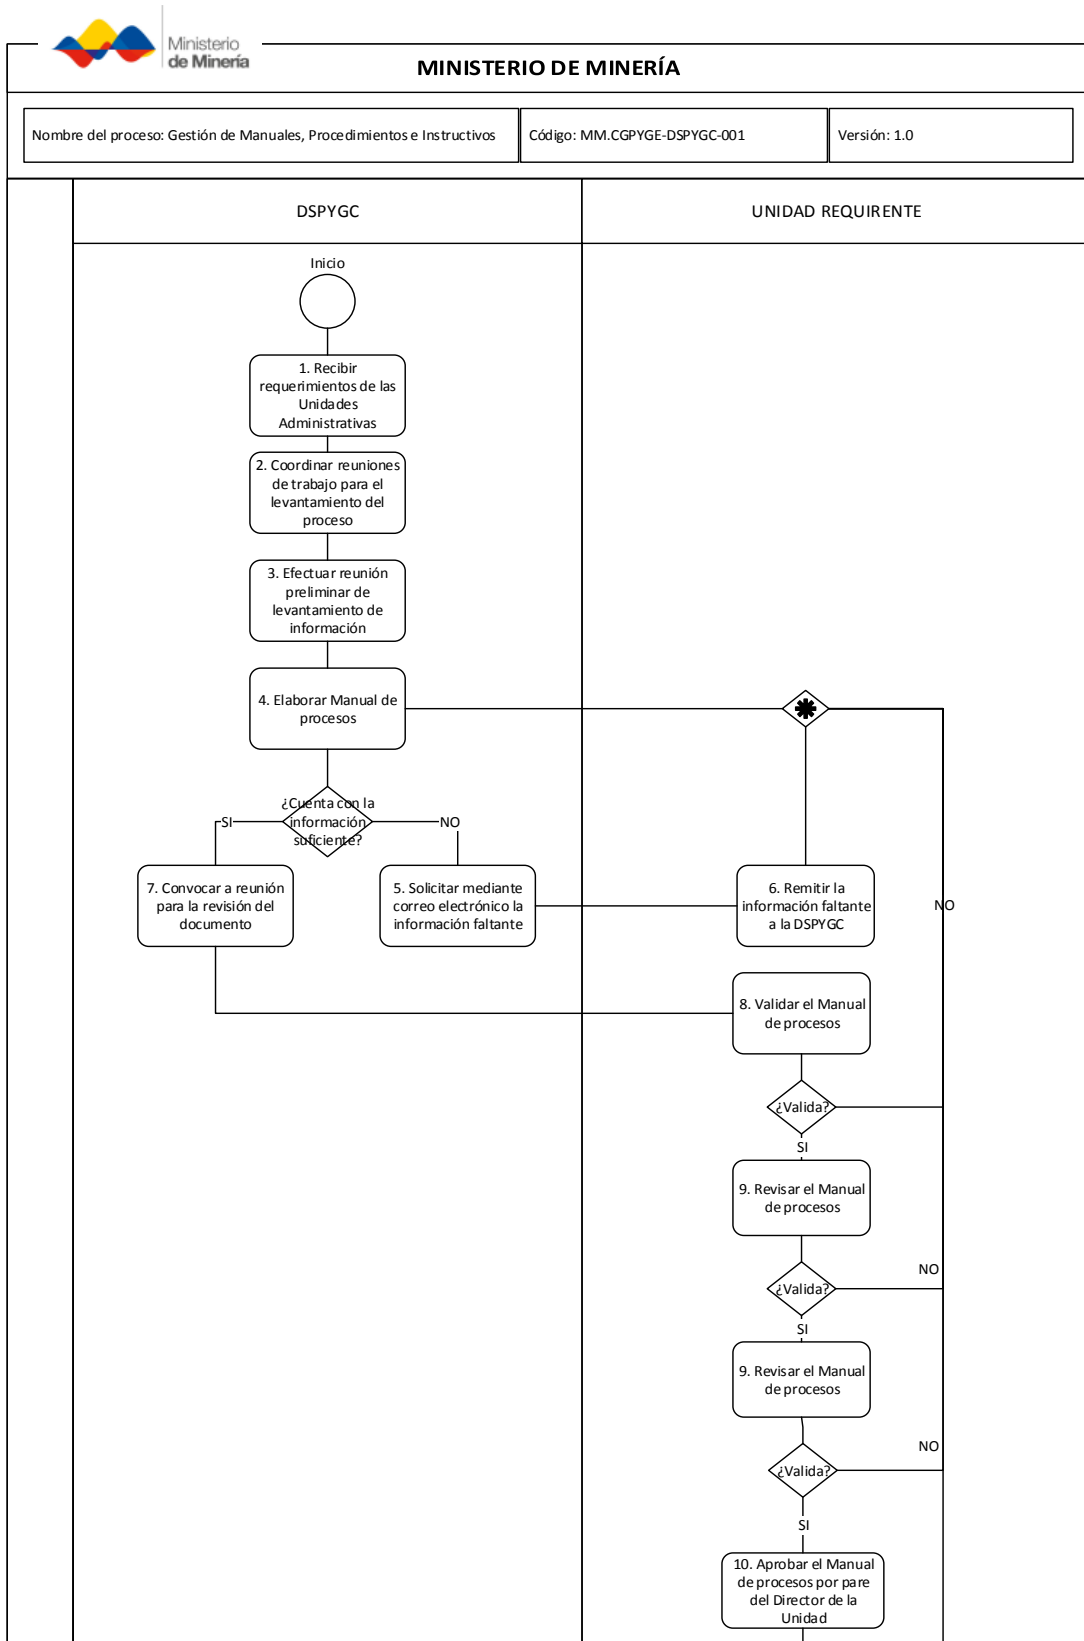 Ministerio
de Minería
MINISTERIO DE MINERÍA
Nombre del proceso: Gestión de Manuales, Procedimientos e Instructivos
Código: MM.CGPYGE-DSPYGC-001
Versión: 1.0
DSPYGC
UNIDAD REQUIRENTE
Inicio
1. Recibir
requerimientos de las
Unidades
Administrativas
2. Coordinar reuniones
de trabajo para el
levantamiento del
proceso
3. Efectuar reunión
preliminar de
levantamiento de
información
4. Elaborar Manual de
procesos
¿Cuenta con la
información
suficiente?
SI
NO
7. Convocar a reunión
para la revisión del
documento
5. Solicitar mediante
correo electrónico la
información faltante
6. Remitir la
información faltante
a la DSPYGC
NO
8. Validar el Manual
de procesos
¿Valida?
SI
9. Revisar el Manual
de procesos
NO
¿Valida?
SI
9. Revisar el Manual
de procesos
NO
¿Valida?
SI
10. Aprobar el Manual
de procesos por pare
del Director de la
Unidad